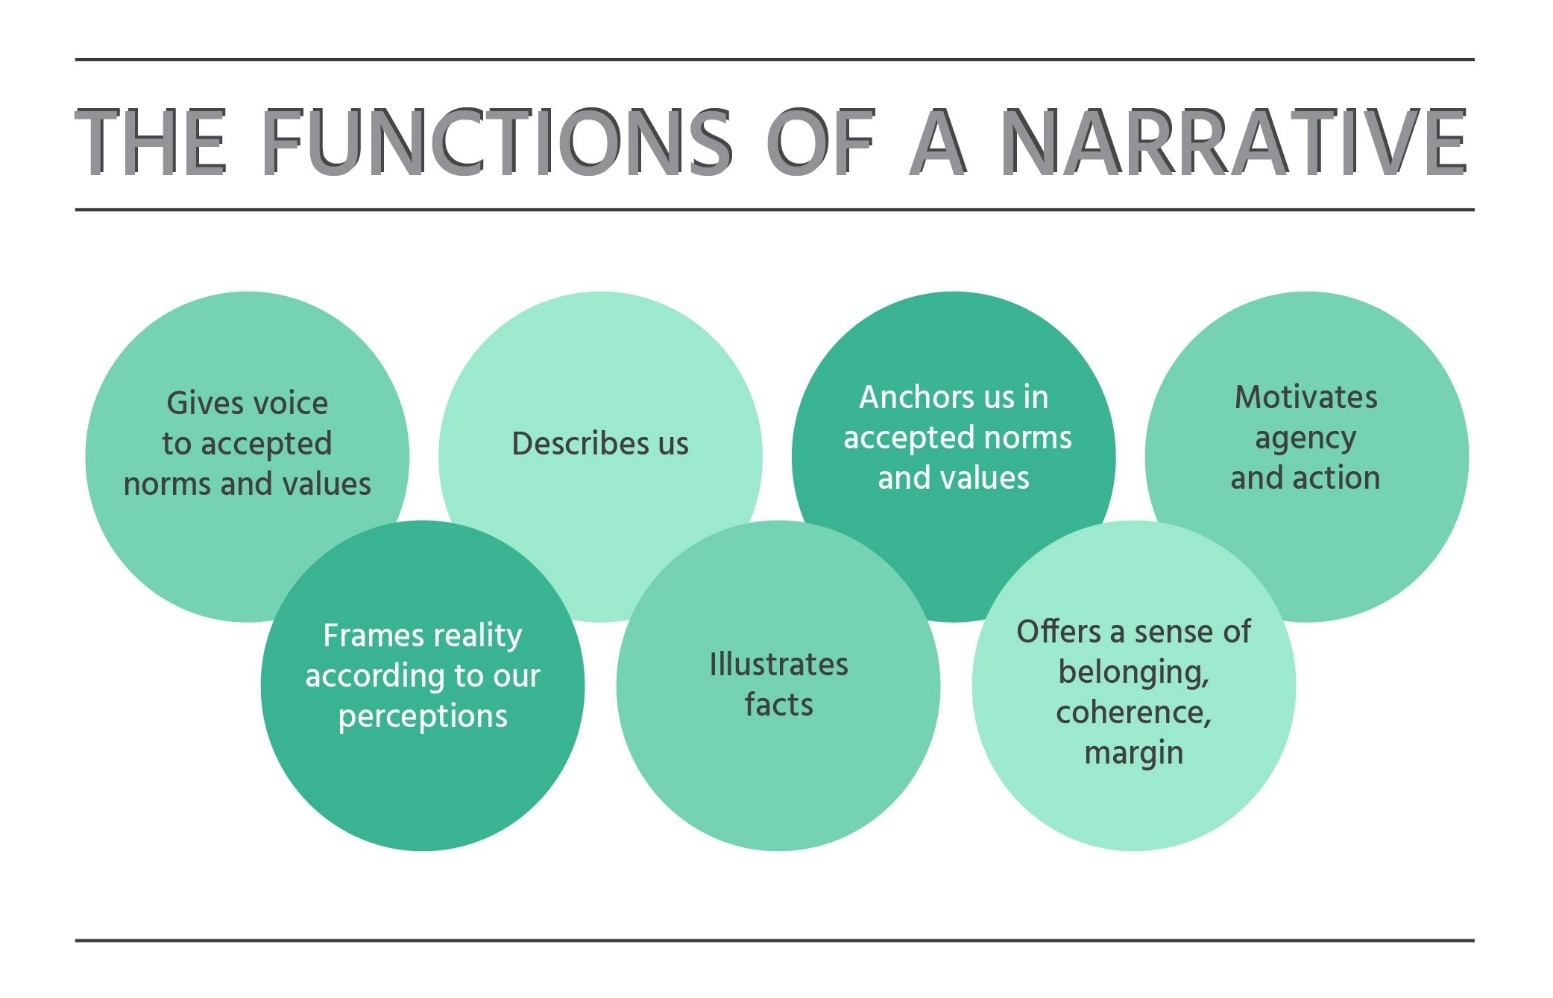 THE FUNCTIONS OF A NARRATIVE
Gives voice
to accepted
norms and values
Describes us
Anchors us in
accepted norms
and values
Motivates
agency
and action
Frames reality
according to our
perceptions
Illustrates
facts
Offers a sense of
belonging,
coherence,
margin